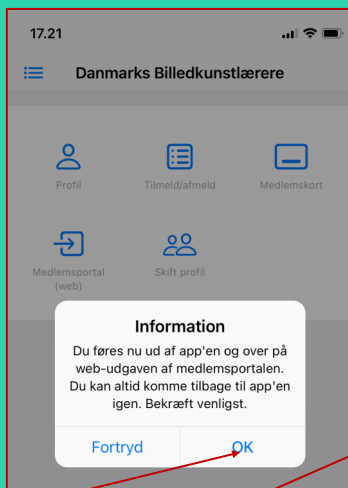 17.21
Danmarks Billedkunstlærere
Profil
Tilmeld/afmeld
Medlemskort
Medlemsportal
(web)
Skift profil
Information
Du føres nu ud af app'en og over på
web-udgaven af medlemsportalen.
Du kan altid komme tilbage til app'en
igen. Bekræft venligst.
Fortryd
OK